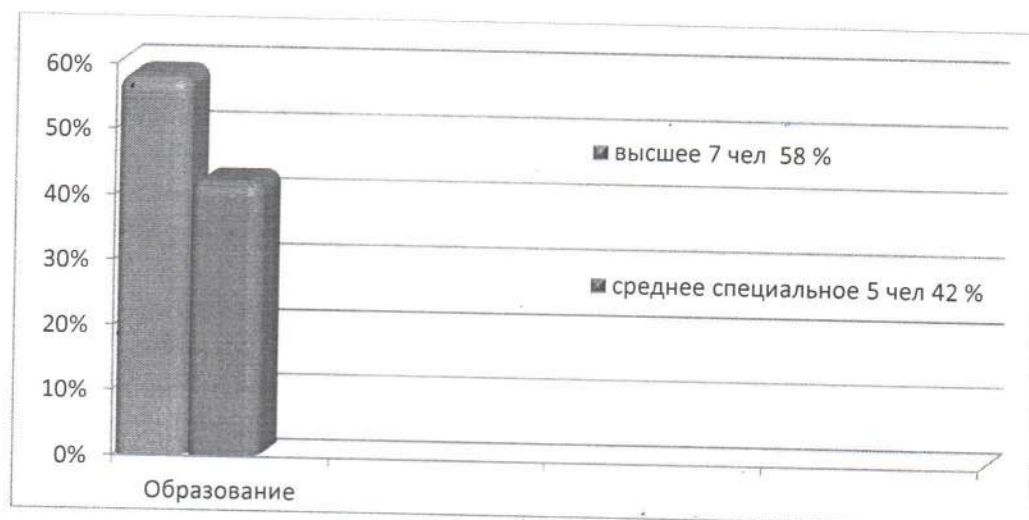 60%
50%
40%
30%
20%
10%
0%
Образование
высшее 7 чел 58 %
среднее специальное 5 чел 42 %